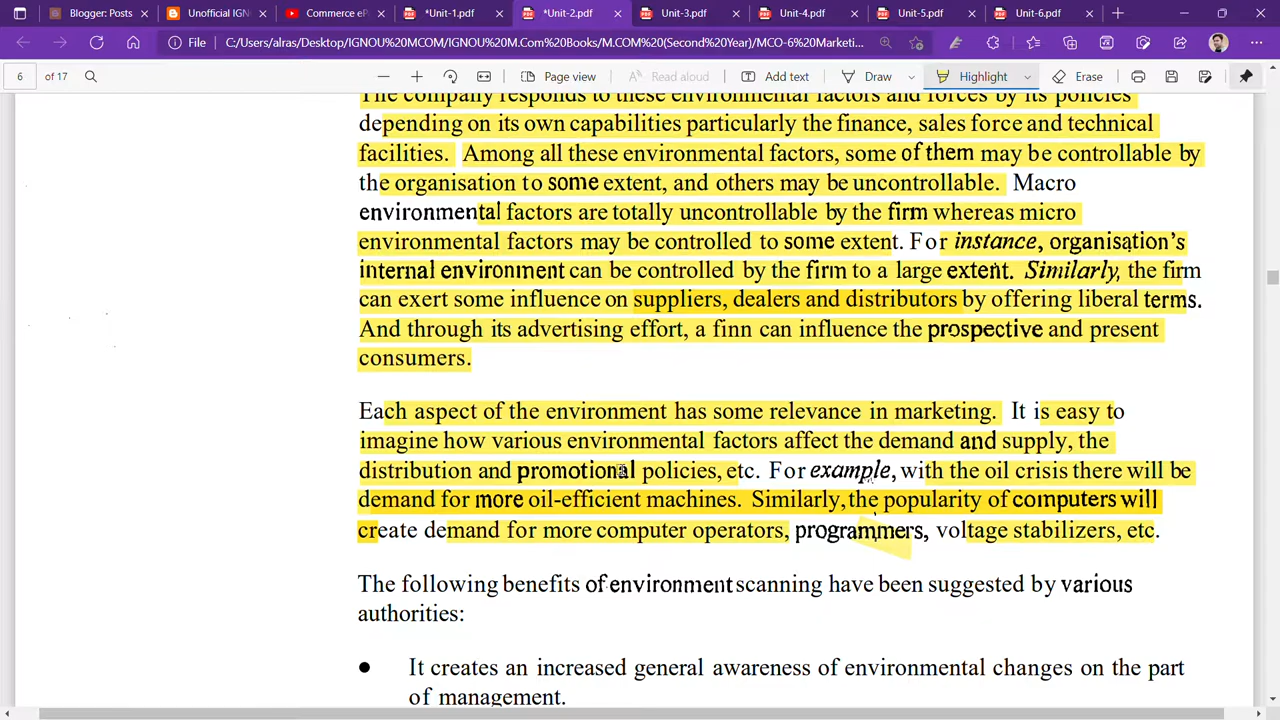 Blogger: Posts
Unofficial IGN
Commerce eP
*Unit-1.pdf
*Unit-2.pdf
Unit-3.pdf
Unit-4.pdf
Unit-5.pdf
Unit-6.pdf
File
C:/Users/alras/Desktop/IGNOU%20MCOM/IGNOU%20M.Com%20Books/M.COM%20(Second%20Year)/MCO-6%20Marketi...
6 of 17
Page view
Read aloud
Add text
Draw
Highlight
Erase
The company responds to these environmental factors and forces by its policies
depending on its own capabilities particularly the finance, sales force and technical
facilities. Among all these environmental factors, some of them may be controllable by
the organisation to some extent, and others may be uncontrollable. Macro
environmental factors are totally uncontrollable by the firm whereas micro
environmental factors may be controlled to some extent. For instance, organisation's
internal environment can be controlled by the firm to a large extent. Similarly, the firm
can exert some influence on suppliers, dealers and distributors by offering liberal terms.
And through its advertising effort, a finn can influence the prospective and present
consumers.
Each aspect of the environment has some relevance in marketing. It is easy to
imagine how various environmental factors affect the demand and supply, the
distribution and promotional policies, etc. For example, with the oil crisis there will be
demand for more oil-efficient machines. Similarly, the popularity of computers will
create demand for more computer operators, programmers, voltage stabilizers, etc.
The following benefits of environment scanning have been suggested by various
authorities:
● It creates an increased general awareness of environmental changes on the part
of management.